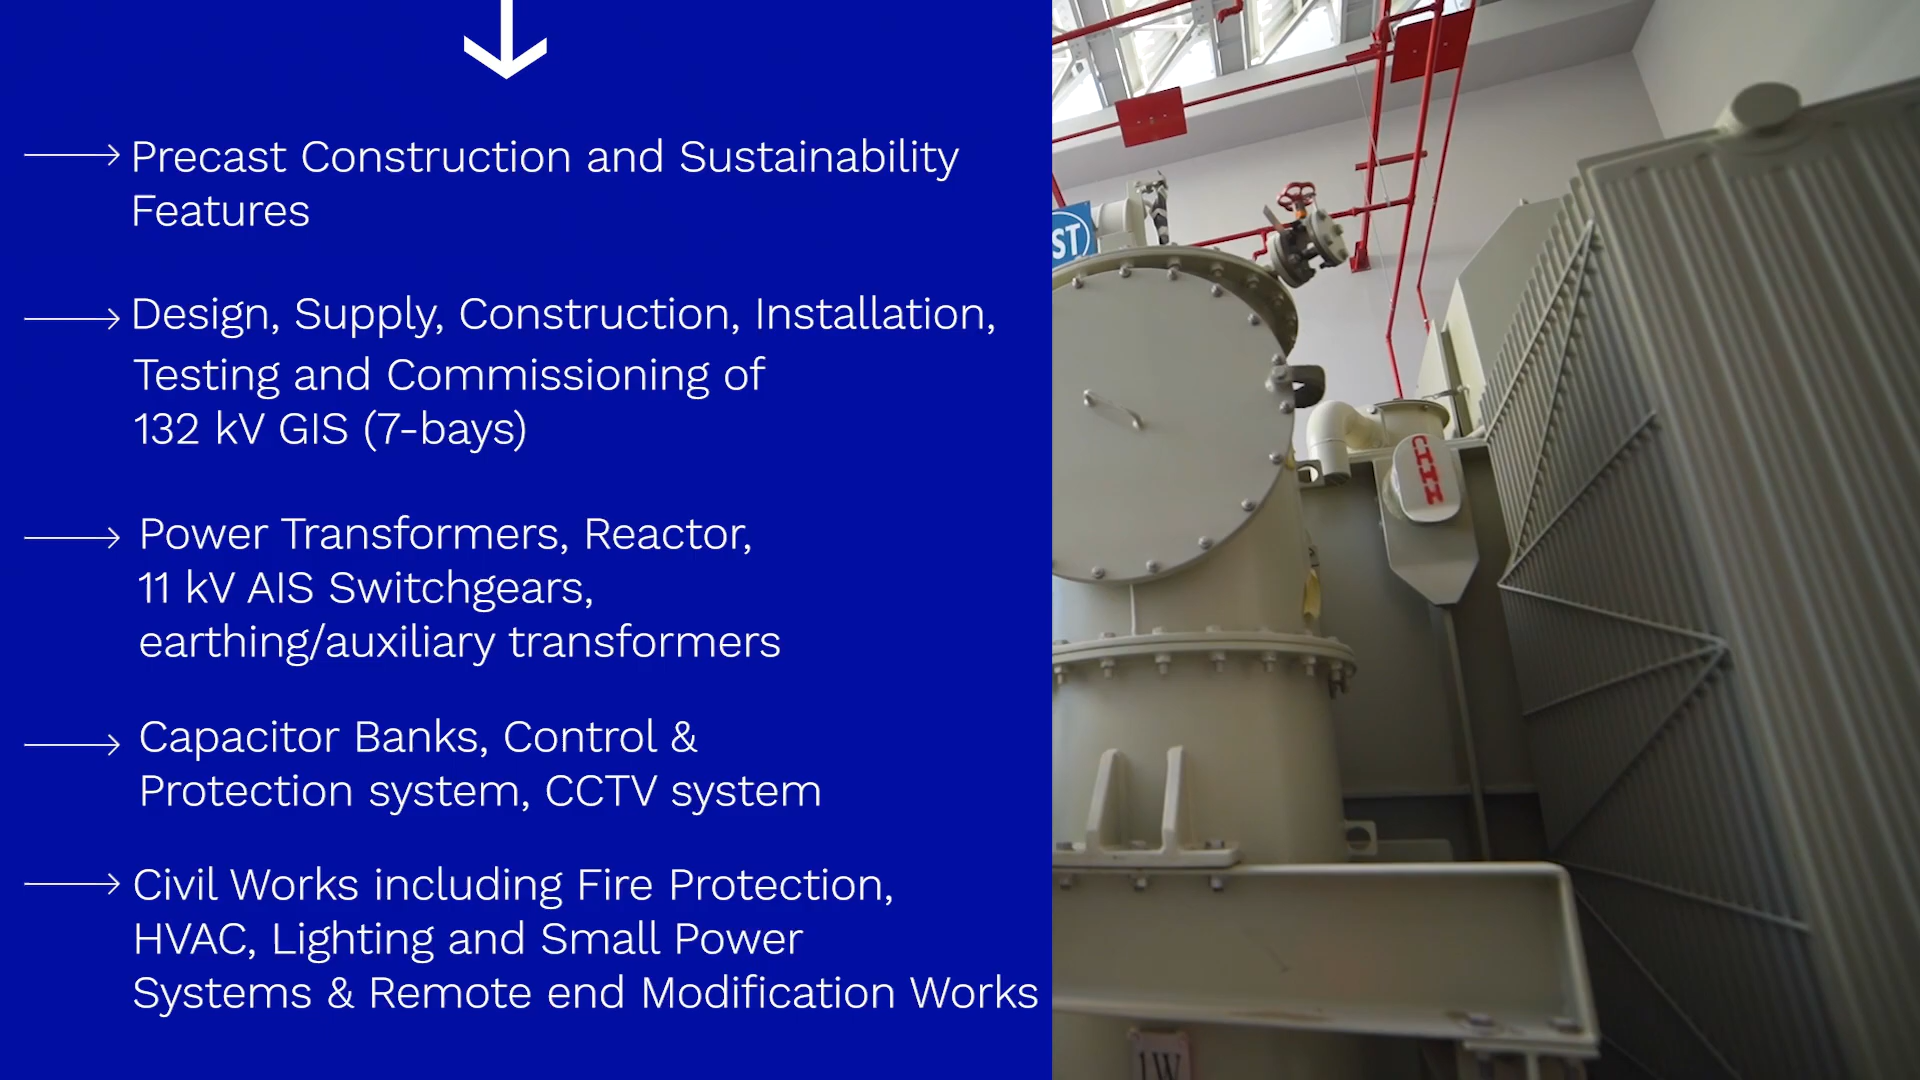 Precast Construction and Sustainability
Features
Design, Supply, Construction, Installation,
Testing and Commissioning of
132 kV GIS (7-bays)
Power Transformers, Reactor,
11 kV AIS Switchgears,
earthing/auxiliary transformers
Capacitor Banks, Control &
Protection system, CCTV system
Civil Works including Fire Protection,
HVAC, Lighting and Small Power
Systems & Remote end Modification Works
ST
1W